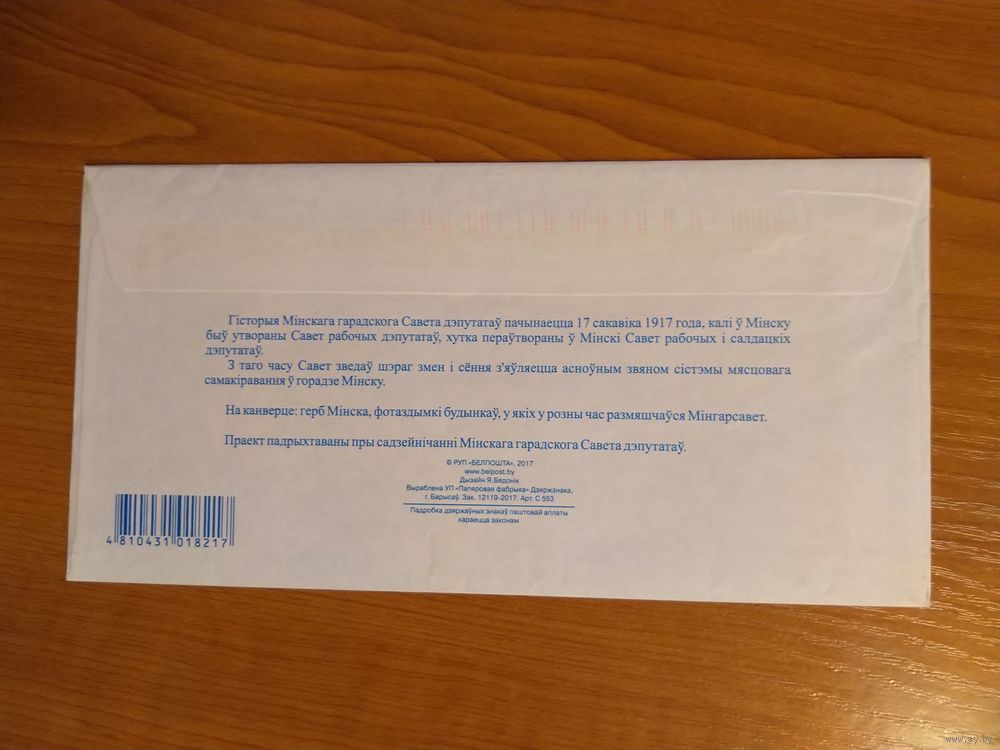 Гісторыя Мінскага гарадскога Савета дэпутатаў пачынаецца 17 сакавіка 1917 года, калі ў Мінску
быў утвораны Савет рабочых дэпутатаў, хутка пераўтвораны ў Мінскі Савет рабочых і салдацкіх
дэпутатаў.
З таго часу Савет зведаў шэраг змен і сёння з'яўляецца асноўным звяном сістэмы мясцовага
самакіравання ў горадзе Мінску.
На канверце: герб Мінска, фотаздымкі будынкаў, у якіх у розны час размяшчаўся Мінгарсавет.
Праект падрыхтаваны пры садзейнічанні Мінскага гарадскога Савета дэпутатаў.
© РУП «БЕЛПОШТА», 2017
www.belpost.by
Дызайн Я.Бядонік
Выраблена УП «Папяровая фабрыка» Дзяржзнака,
г. Барысаў. Зак. 12119-2017. Арт. С 553
Падробка дзяржаўных знакаў паштовай аплаты
караецца законам
4 810431 018217
www.ay.by